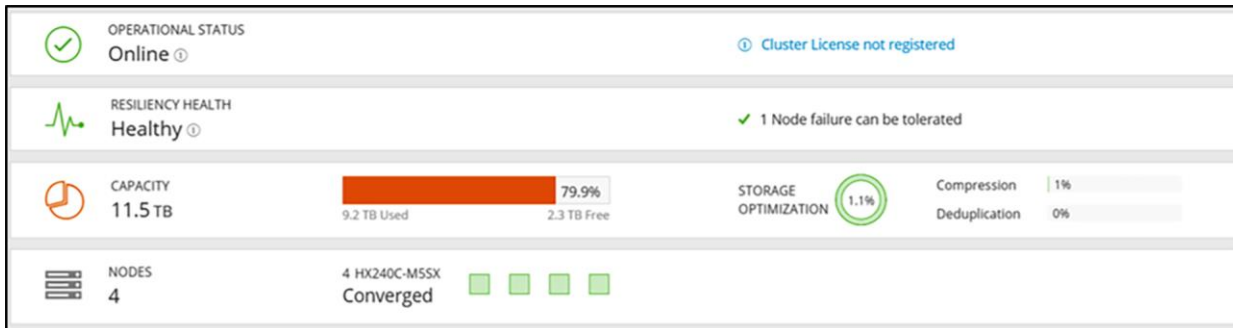 OPERATIONAL STATUS
Online
Cluster License not registered
RESILIENCY HEALTH
Healthy
1 Node failure can be tolerated
CAPACITY
11.5 TB
79.9%
9.2 TB Used
2.3 TB Free
STORAGE
OPTIMIZATION
1.1%
Compression 1%
Deduplication 0%
NODES
4
4 HX240C-M5SX
Converged